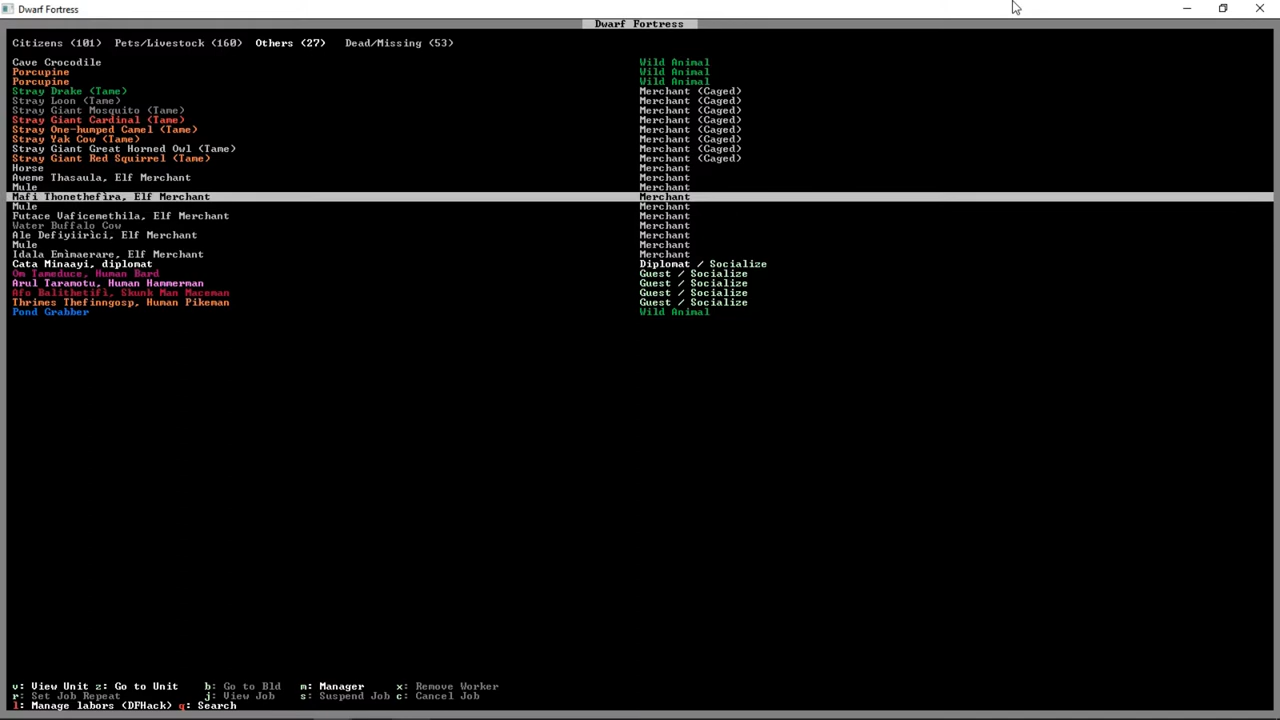 Dwarf Fortress
Dwarf Fortress
Citizens (101) Pets/Livestock (160) Others (27) Dead/Missing (53)
Cave Crocodile Wild Animal
Porcupine Wild Animal
Porcupine Wild Animal
Stray Drake (Tame) Merchant (Caged)
Stray Loon (Tame) Merchant (Caged)
Stray Giant Mosquito (Tame) Merchant (Caged)
Stray Giant Cardinal (Tame) Merchant (Caged)
Stray One-humped Camel (Tame) Merchant (Caged)
Stray Yak Cow (Tame) Merchant (Caged)
Stray Giant Great Horned Owl (Tame) Merchant (Caged)
Stray Giant Red Squirrel (Tame) Merchant (Caged)
Horse Merchant
Aweme Thasaula, Elf Merchant Merchant
Mule Merchant
Mafi Thonethefìra, Elf Merchant Merchant
Mule Merchant
Futace Vaficemethila, Elf Merchant Merchant
Water Buffalo Cow Merchant
Ale Defiyiirìci, Elf Merchant Merchant
Mule Merchant
Idala Emìmaerare, Elf Merchant Merchant
Cata Minaayi, diplomat Diplomat / Socialize
Om Tameduce, Human Bard Guest / Socialize
Arul Taramotu, Human Hammerman Guest / Socialize
Afo Balithetifi, Skunk Man Maceman Guest / Socialize
Thrimes Thefinngosp, Human Pikeman Guest / Socialize
Pond Grabber Wild Animal
v: View Unit z: Go to Unit b: Go to Bld m: Manager x: Remove Worker
r: Set Job Repeat j: View Job s: Suspend Job c: Cancel Job
l: Manage labors (DFHack) q: Search